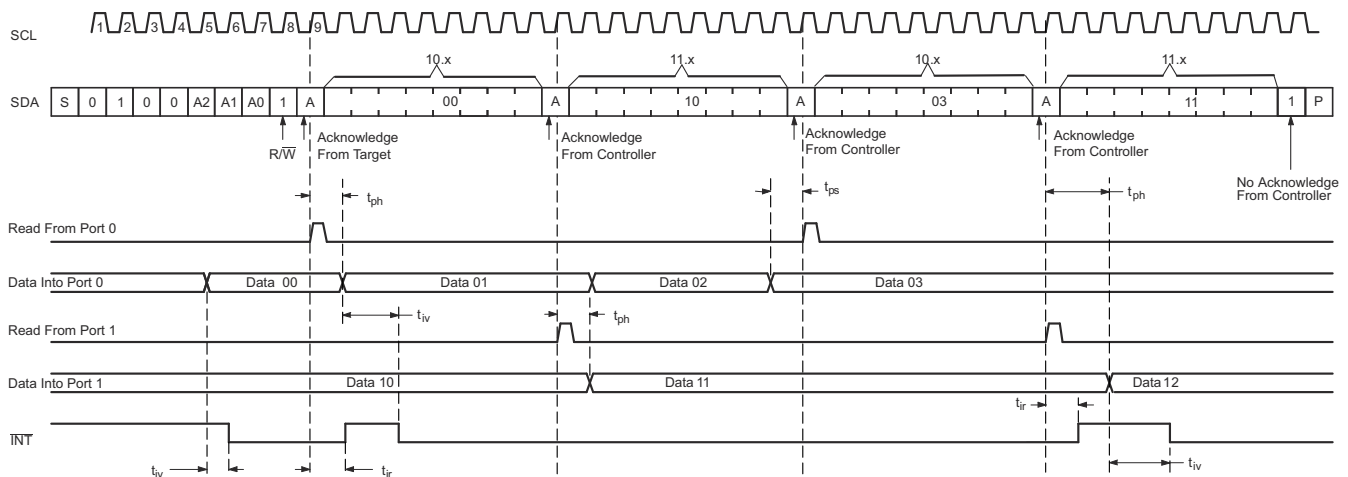 SCL 1 2 3 4 5 6 7 8 9
10.x 11.x 10.x 11.x
SDA S 0 1 0 0 A2 A1 A0 1 A 00 A 10 A 03 A 11 1 P
R/W̅
Acknowledge
From Target
Acknowledge
From Controller
Acknowledge
From Controller
Acknowledge
From Controller
No Acknowledge
From Controller
tph tps tph
Read From Port 0
Data Into Port 0 Data 00 Data 01 Data 02 Data 03
tiv tph
Read From Port 1
Data Into Port 1 Data 10 Data 11 Data 12
tir
I̅N̅T̅
tiv tir tiv